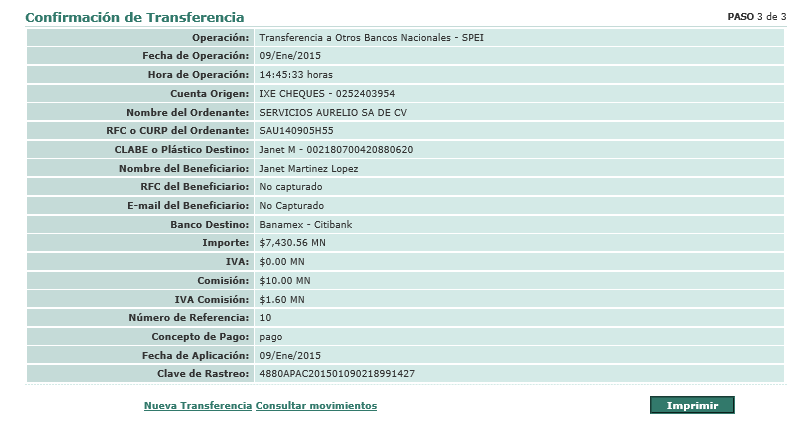 Confirmación de Transferencia PASO 3 de 3
Operación: Transferencia a Otros Bancos Nacionales - SPEI
Fecha de Operación: 09/Ene/2015
Hora de Operación: 14:45:33 horas
Cuenta Origen: IXE CHEQUES - 0252403954
Nombre del Ordenante: SERVICIOS AURELIO SA DE CV
RFC o CURP del Ordenante: SAU140905H55
CLABE o Plástico Destino: Janet M - 002180700420880620
Nombre del Beneficiario: Janet Martinez Lopez
RFC del Beneficiario: No capturado
E-mail del Beneficiario: No Capturado
Banco Destino: Banamex - Citibank
Importe: $7,430.56 MN
IVA: $0.00 MN
Comisión: $10.00 MN
IVA Comisión: $1.60 MN
Número de Referencia: 10
Concepto de Pago: pago
Fecha de Aplicación: 09/Ene/2015
Clave de Rastreo: 4880APAC201501090218991427
Nueva Transferencia Consultar movimientos Imprimir